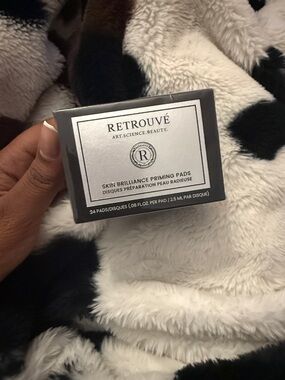 RETROUVÉ
ART.SCIENCE.BEAUTY.
R
SKIN BRILLIANCE PRIMING PADS
DISQUES PRÉPARATION PEAU RADIEUSE
24 PADS/DISQUES (.08 FL.OZ. PER PAD / 2.5 ML PAR DISQUE)